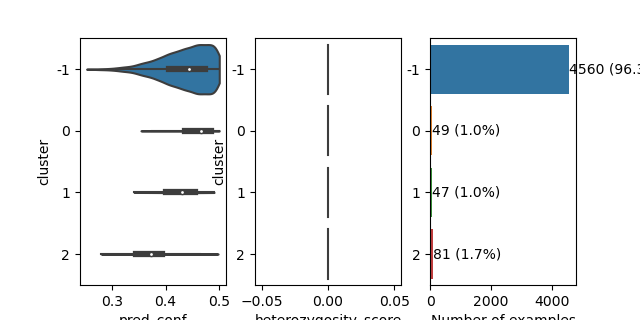 -1
0
1
2
cluster
0.3 0.4 0.5
pred_conf
-1
0
1
2
cluster
−0.05 0.00 0.05
heterozygosity_score
-1
0
1
2
4560 (96.3
49 (1.0%)
47 (1.0%)
81 (1.7%)
0 2000 4000
Number of examples